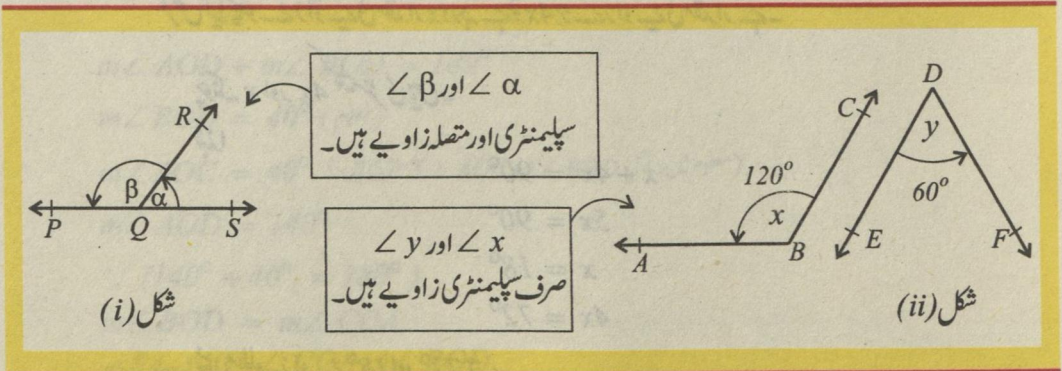 ∠ α اور ∠ β
سپلیمنٹری اور متصلہ زاویے ہیں۔
R
β
α
P
Q
S
شکل (i)
∠ x اور ∠ y
صرف سپلیمنٹری زاویے ہیں۔
D
C
y
120°
60°
x
A
B
E
F
شکل (ii)